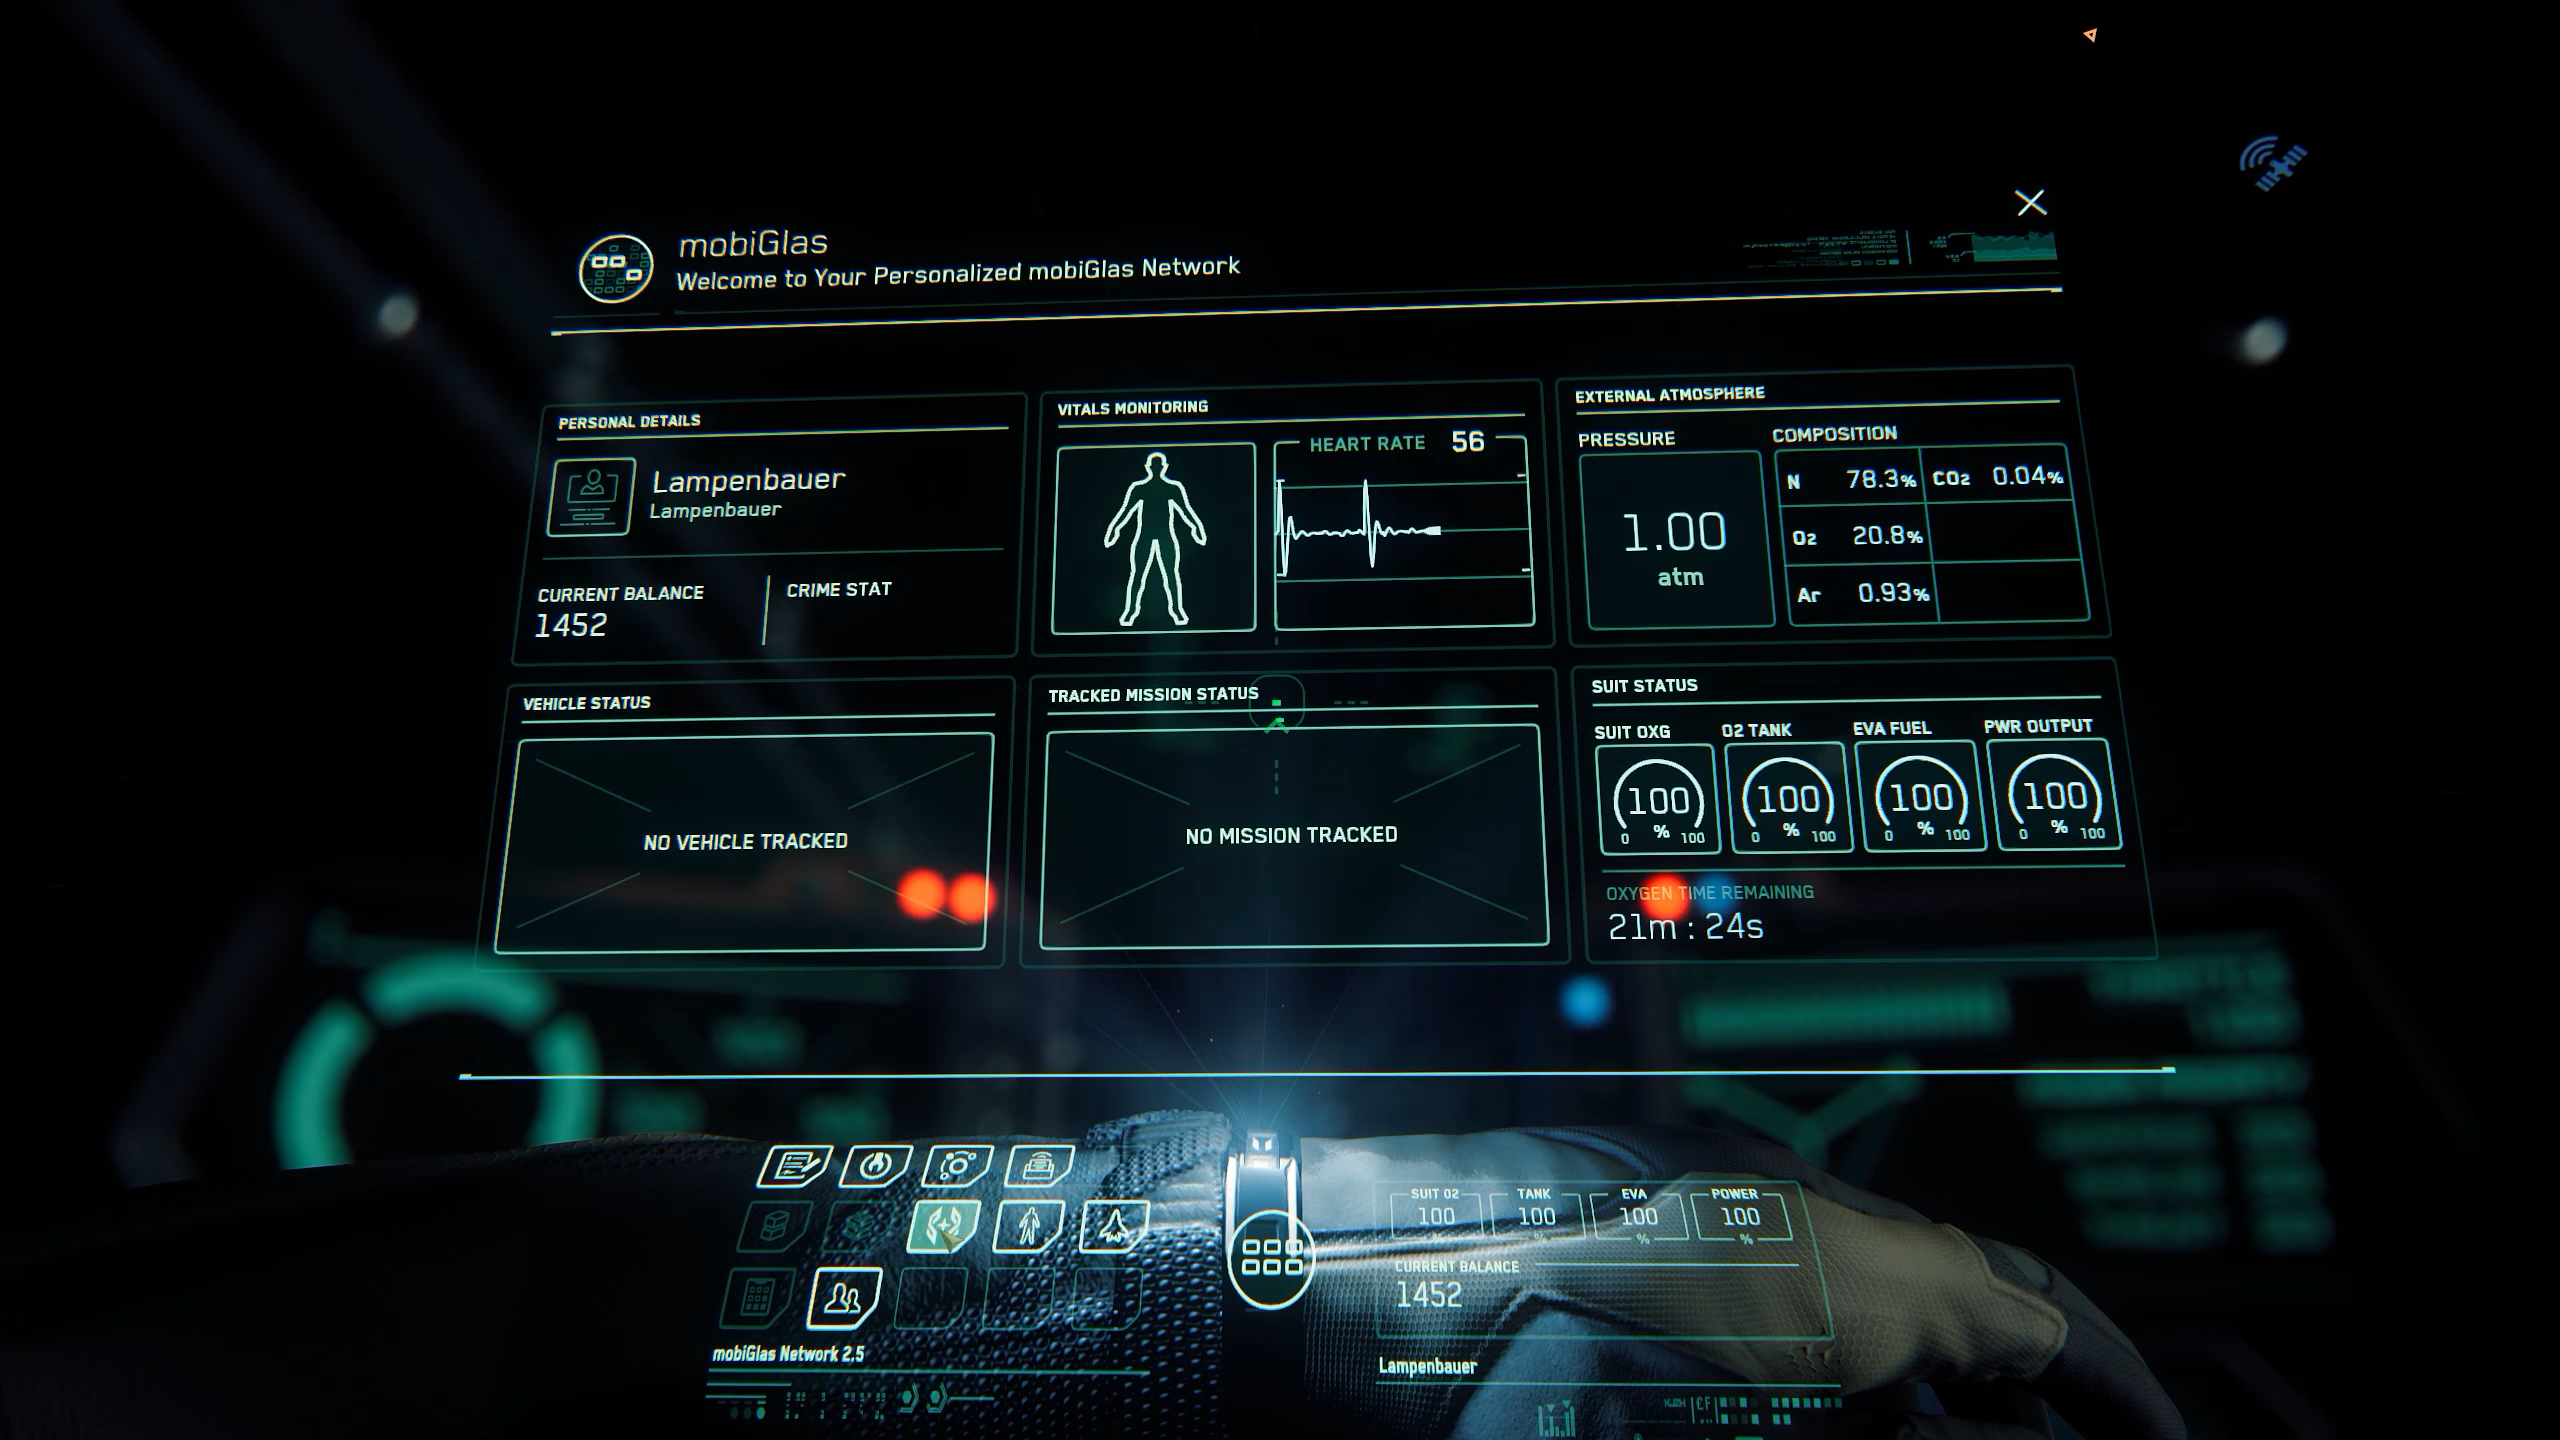 mobiGlas
Welcome to Your Personalized mobiGlas Network
PERSONAL DETAILS
Lampenbauer
Lampenbauer
CURRENT BALANCE
1452
CRIME STAT
VITALS MONITORING
HEART RATE 56
EXTERNAL ATMOSPHERE
PRESSURE
1.00
atm
COMPOSITION
N 78.3% CO2 0.04%
O2 20.8%
Ar 0.93%
VEHICLE STATUS
NO VEHICLE TRACKED
TRACKED MISSION STATUS
NO MISSION TRACKED
SUIT STATUS
SUIT OXG O2 TANK EVA FUEL PWR OUTPUT
100 100 100 100
0 % 100 0 % 100 0 % 100 0 % 100
OXYGEN TIME REMAINING
21m : 24s
mobiGlas Network 2.5
SUIT O2 TANK EVA POWER
100 100 100 100
% % % %
CURRENT BALANCE
1452
Lampenbauer